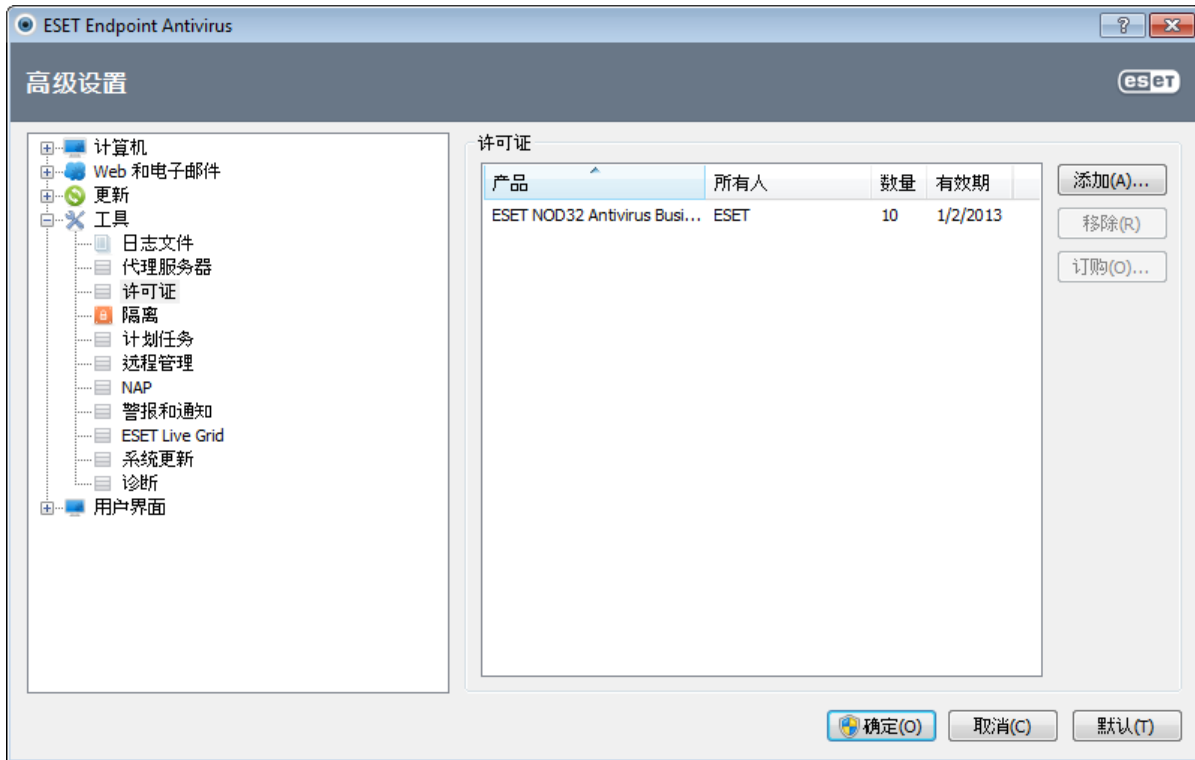 ESET Endpoint Antivirus
高级设置
eset
计算机
Web 和电子邮件
更新
工具
日志文件
代理服务器
许可证
隔离
计划任务
远程管理
NAP
警报和通知
ESET Live Grid
系统更新
诊断
用户界面
许可证
产品 所有人 数量 有效期
ESET NOD32 Antivirus Busi... ESET 10 1/2/2013
添加(A)...
移除(R)
订购(O)...
确定(O) 取消(C) 默认(T)